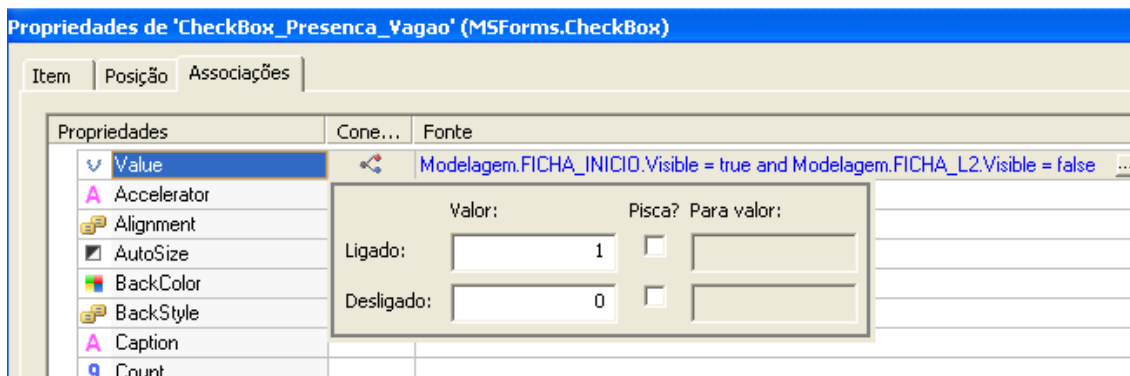 Propriedades de 'CheckBox_Presenca_Vagao' (MSForms.CheckBox)
Item Posição Associações
Propriedades Cone... Fonte
Value Modelagem.FICHA_INICIO.Visible = true and Modelagem.FICHA_L2.Visible = false ...
Accelerator
Valor: Pisca? Para valor:
Alignment
AutoSize Ligado: 1
BackColor
BackStyle Desligado: 0
Caption
Count